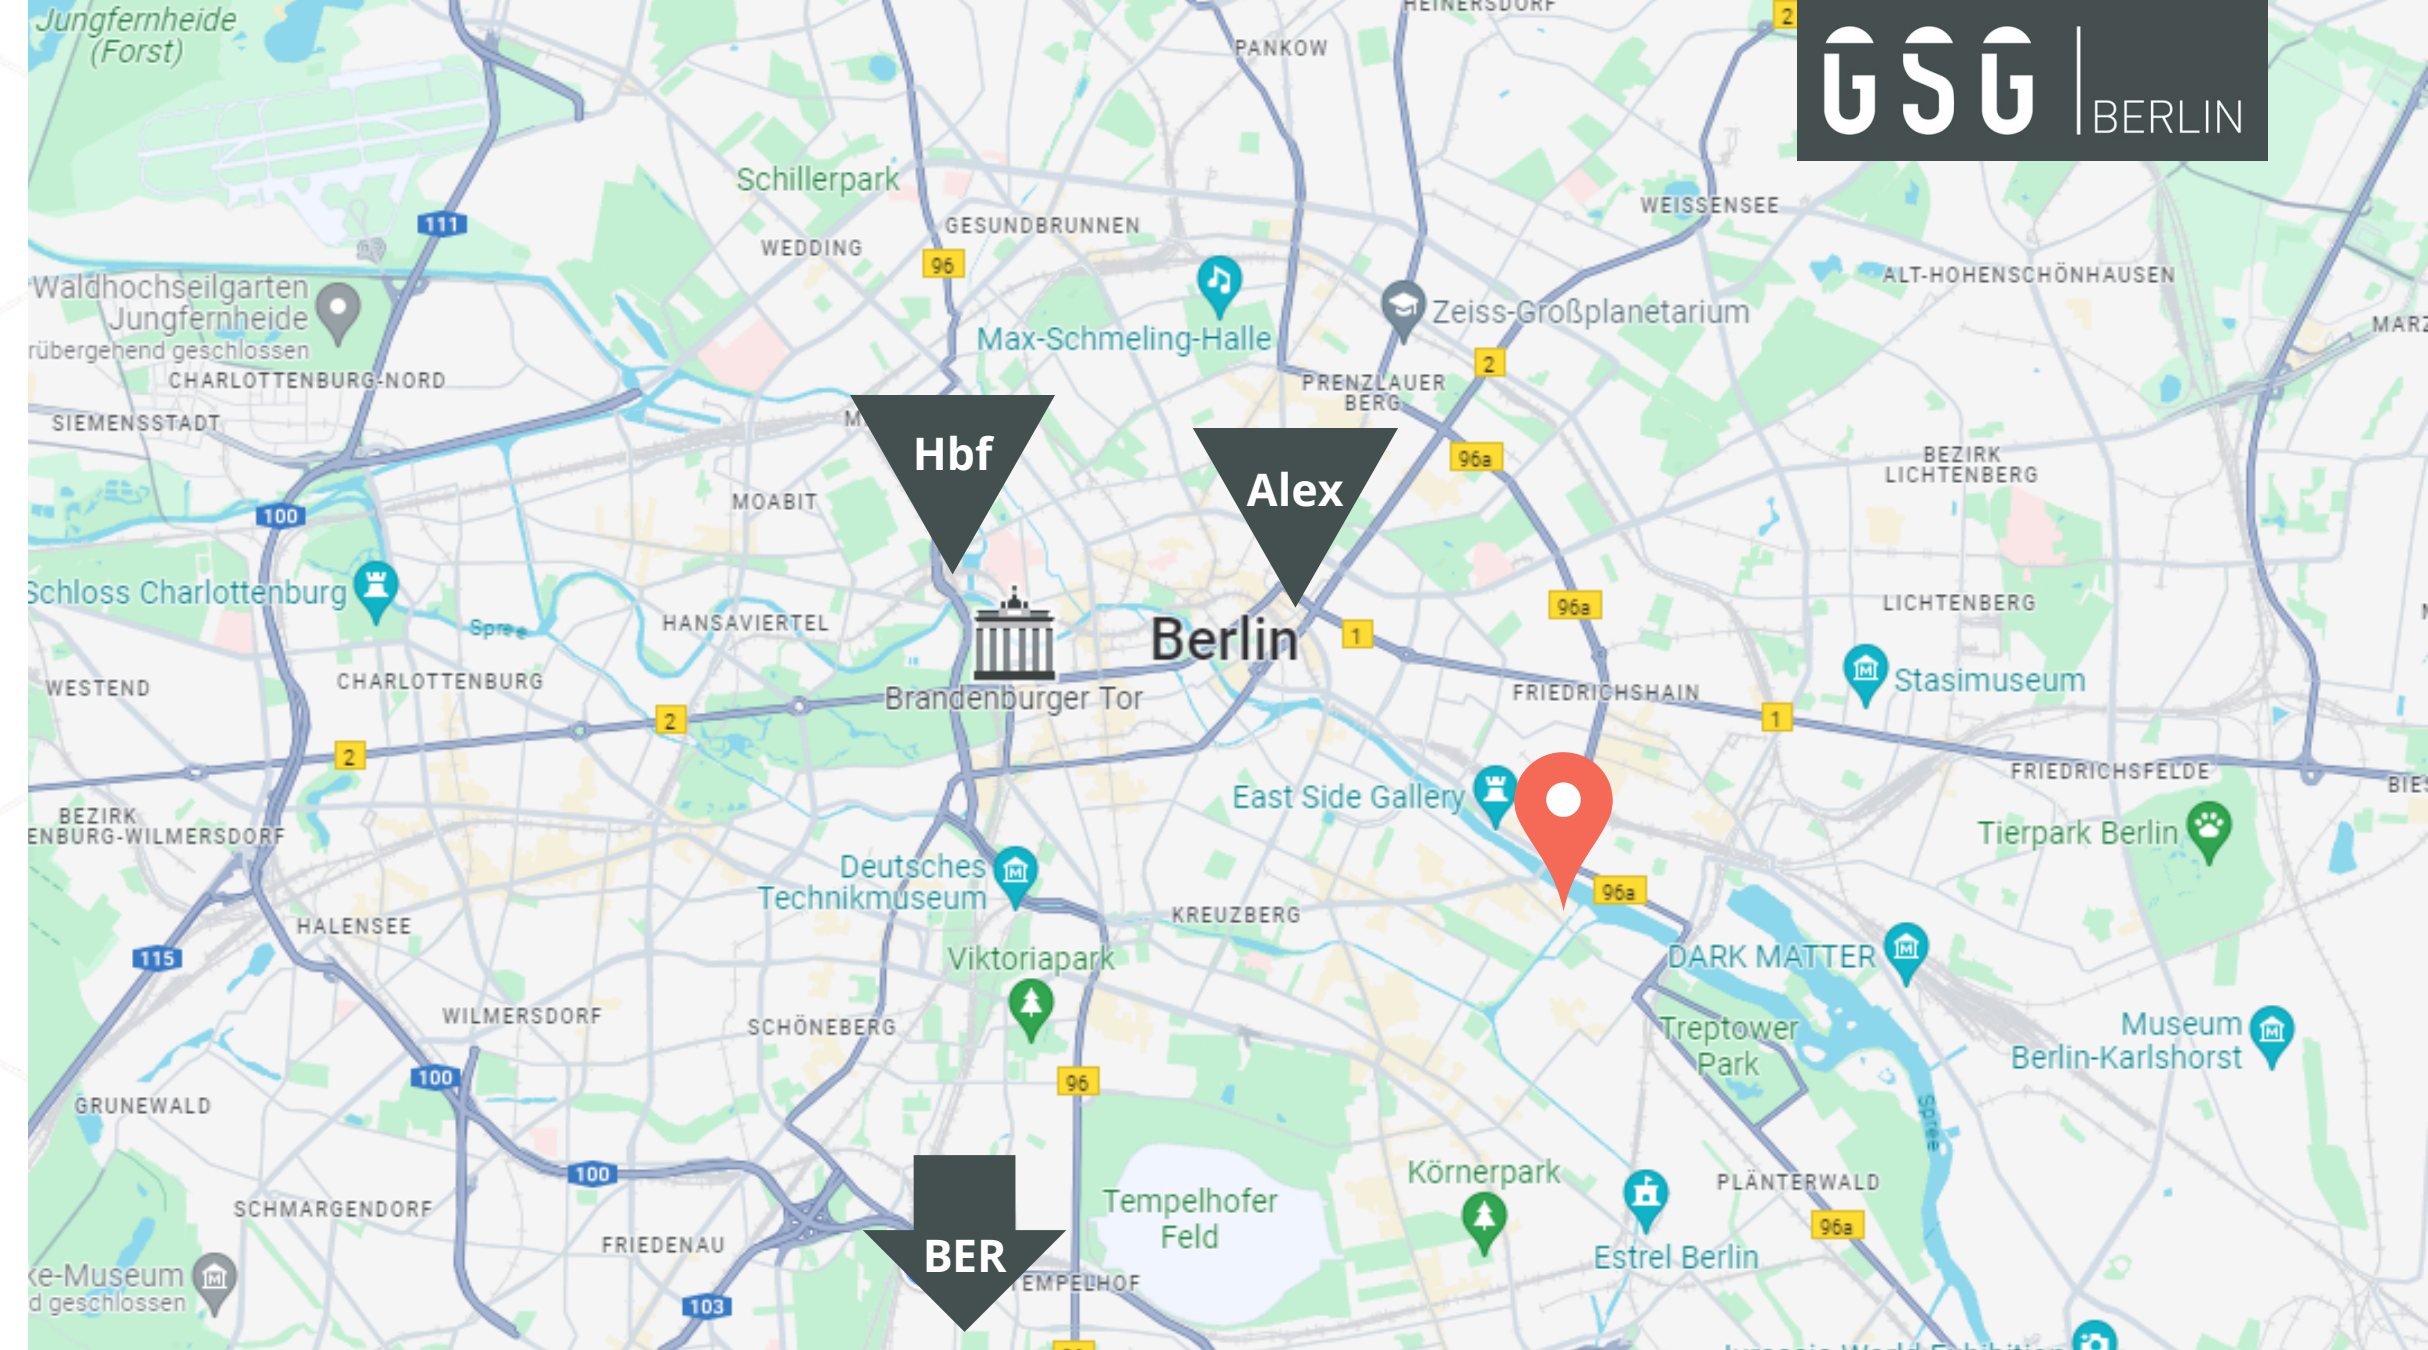 Jungfernheide
(Forst)
HEINERSDORF
PANKOW
2
GSG BERLIN
Schillerpark
111
WEISSENSEE
GESUNDBRUNNEN
WEDDING
96
ALT-HOHENSCHÖNHAUSEN
Waldhochseilgarten
Jungfernheide
rübergehend geschlossen
Max-Schmeling-Halle
Zeiss-Großplanetarium
MARZ
2
CHARLOTTENBURG-NORD
PRENZLAUER
BERG
SIEMENSSTADT
M
Hbf
Alex
96a
BEZIRK
LICHTENBERG
MOABIT
100
Schloss Charlottenburg
Spree
HANSAVIERTEL
Berlin
1
96a
LICHTENBERG
WESTEND
CHARLOTTENBURG
Brandenburger Tor
FRIEDRICHSHAIN
Stasimuseum
2
2
1
FRIEDRICHSFELDE
BIES
BEZIRK
ENBURG-WILMERSDORF
East Side Gallery
Tierpark Berlin
Deutsches
Technikmuseum
96a
HALENSEE
KREUZBERG
115
Viktoriapark
DARK MATTER
WILMERSDORF
SCHÖNEBERG
Treptower
Park
Museum
Berlin-Karlshorst
100
96
GRUNEWALD
Spree
100
Körnerpark
PLÄNTERWALD
SCHMARGENDORF
Tempelhofer
Feld
96a
FRIEDENAU
BER
Estrel Berlin
ke-Museum
d geschlossen
TEMPELHOF
103